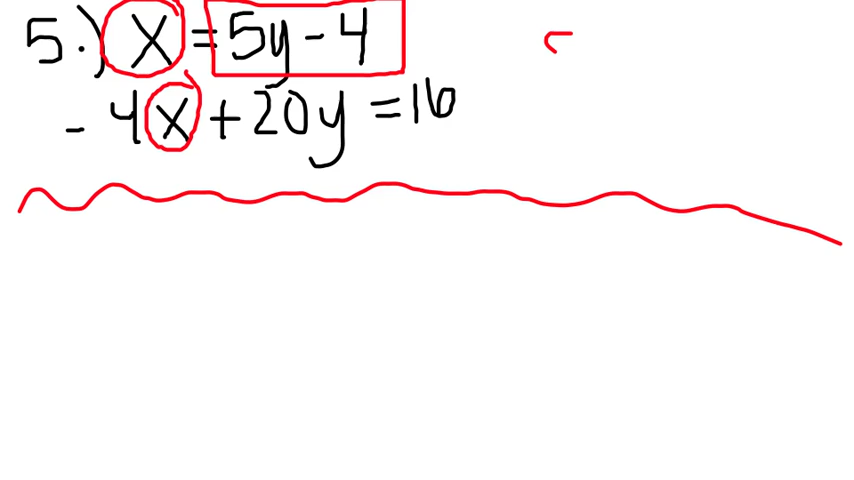 5.) x = 5y - 4
- 4x + 20y = 16